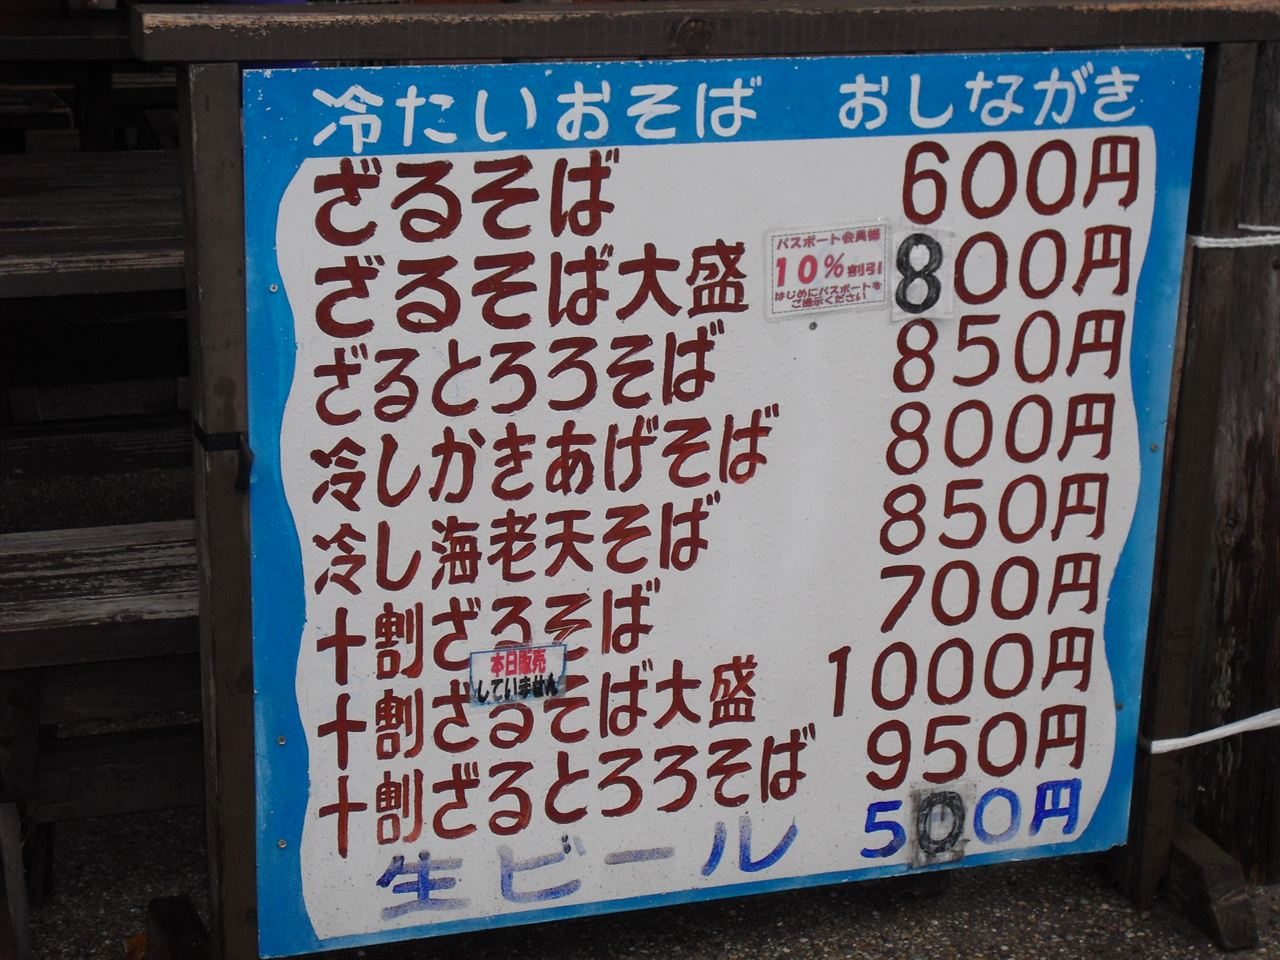 冷たいおそば おしながき
ざるそば 600円
ざるそば大盛 800円
パスポート会員様
10%割引
はじめにパスポートを
ご提示ください
ざるとろろそば 850円
冷しかきあげそば 800円
冷し海老天そば 850円
十割ざるそば 700円
本日販売
していません
十割ざるそば大盛 1000円
十割ざるとろろそば 950円
生ビール 500円